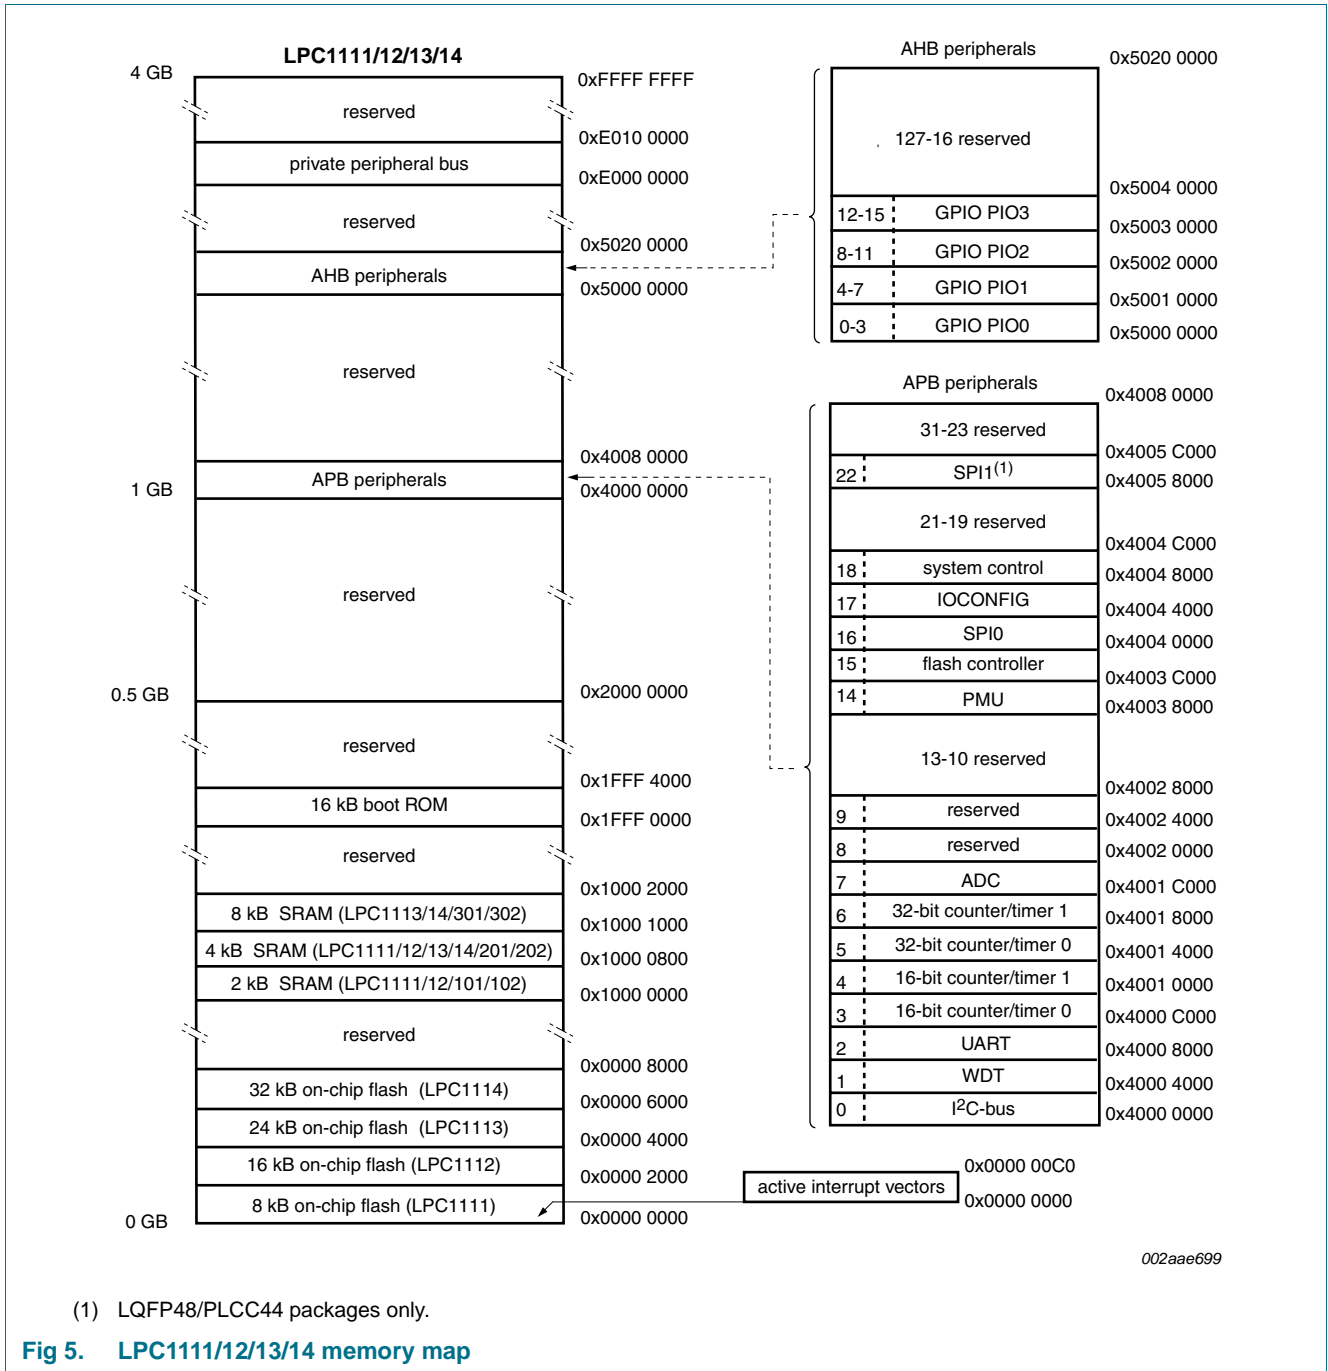 LPC1111/12/13/14
4 GB
0xFFFF FFFF
reserved
0xE010 0000
private peripheral bus
0xE000 0000
reserved
0x5020 0000
AHB peripherals
0x5000 0000
reserved
0x4008 0000
APB peripherals
1 GB
0x4000 0000
reserved
0.5 GB
0x2000 0000
reserved
0x1FFF 4000
16 kB boot ROM
0x1FFF 0000
reserved
0x1000 2000
8 kB SRAM (LPC1113/14/301/302)
0x1000 1000
4 kB SRAM (LPC1111/12/13/14/201/202)
0x1000 0800
2 kB SRAM (LPC1111/12/101/102)
0x1000 0000
reserved
0x0000 8000
32 kB on-chip flash (LPC1114)
0x0000 6000
24 kB on-chip flash (LPC1113)
0x0000 4000
16 kB on-chip flash (LPC1112)
0x0000 2000
8 kB on-chip flash (LPC1111)
0 GB
0x0000 0000
AHB peripherals
0x5020 0000
127-16 reserved
0x5004 0000
12-15 GPIO PIO3
0x5003 0000
8-11 GPIO PIO2
0x5002 0000
4-7 GPIO PIO1
0x5001 0000
0-3 GPIO PIO0
0x5000 0000
APB peripherals
0x4008 0000
31-23 reserved
0x4005 C000
22 SPI1(1)
0x4005 8000
21-19 reserved
0x4004 C000
18 system control
0x4004 8000
17 IOCONFIG
0x4004 4000
16 SPI0
0x4004 0000
15 flash controller
0x4003 C000
14 PMU
0x4003 8000
13-10 reserved
0x4002 8000
9 reserved
0x4002 4000
8 reserved
0x4002 0000
7 ADC
0x4001 C000
6 32-bit counter/timer 1
0x4001 8000
5 32-bit counter/timer 0
0x4001 4000
4 16-bit counter/timer 1
0x4001 0000
3 16-bit counter/timer 0
0x4000 C000
2 UART
0x4000 8000
1 WDT
0x4000 4000
0 I2C-bus
0x4000 0000
0x0000 00C0
active interrupt vectors
0x0000 0000
002aae699
(1) LQFP48/PLCC44 packages only.
Fig 5. LPC1111/12/13/14 memory map